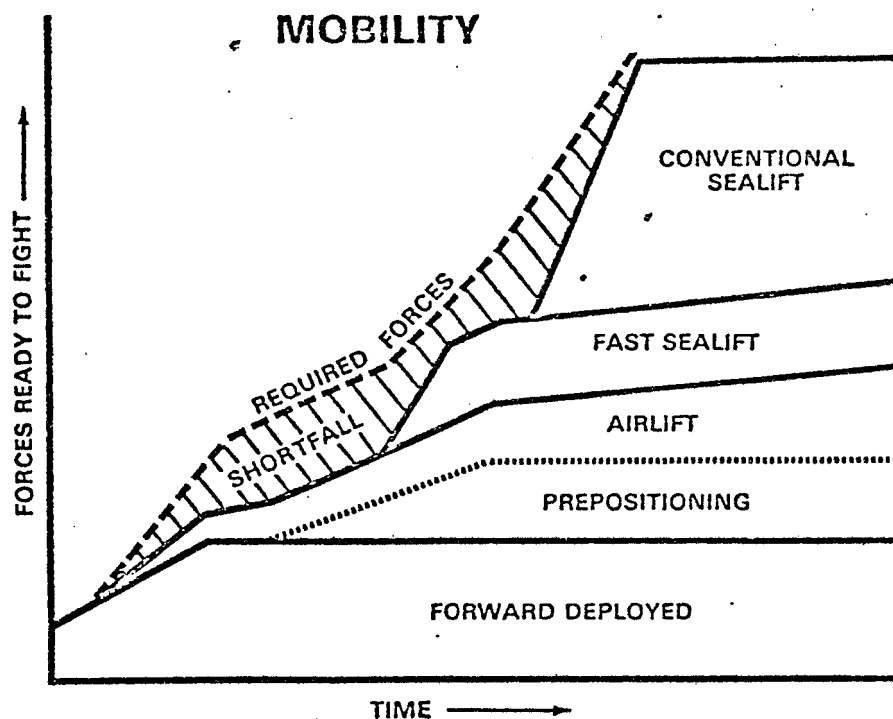 MOBILITY
FORCES READY TO FIGHT
CONVENTIONAL
SEALIFT
REQUIRED FORCES
SHORTFALL
FAST SEALIFT
AIRLIFT
PREPOSITIONING
FORWARD DEPLOYED
TIME